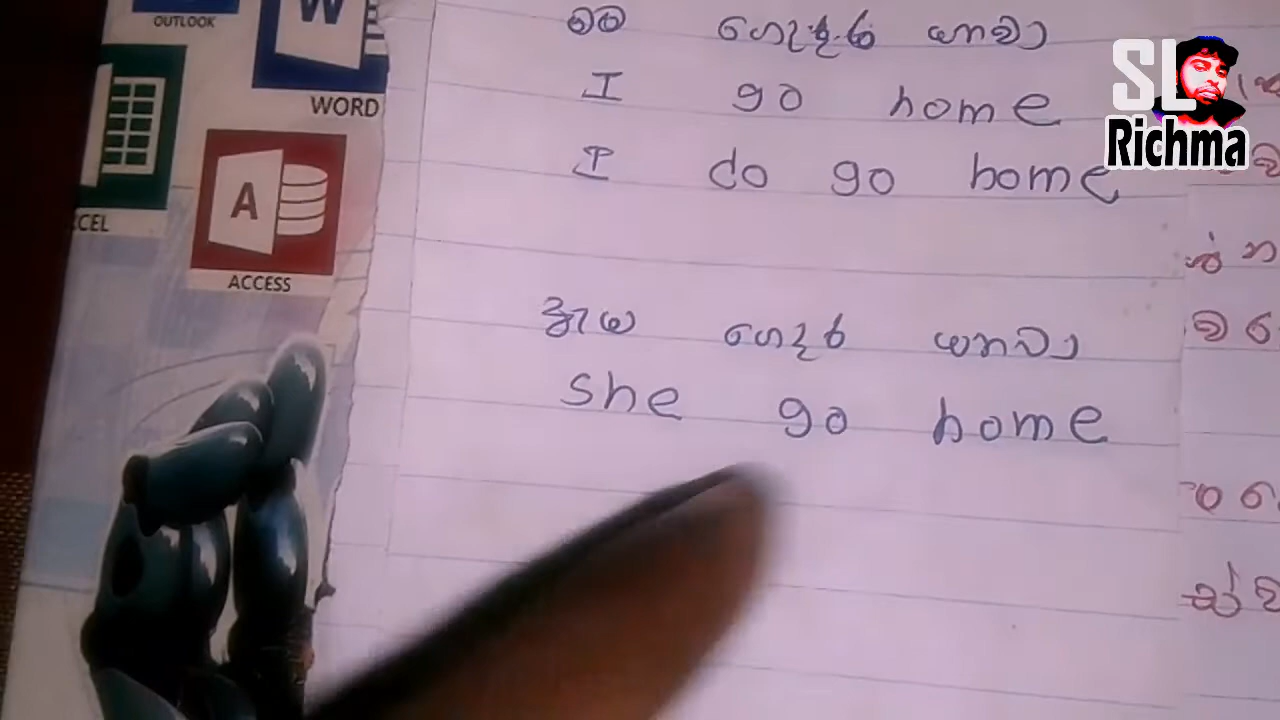 OUTLOOK
W
WORD
CEL
A
ACCESS
මම ගෙදර යනවා
I go home
I do go home
ඈය ගෙදර යනවා
she go home
SL
Richma